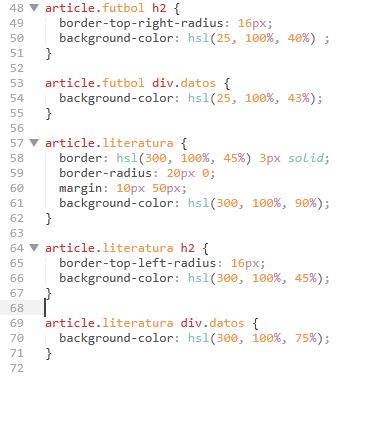 48 article.futbol h2 {
49   border-top-right-radius: 16px;
50   background-color: hsl(25, 100%, 40%) ;
51 }
52
53 article.futbol div.datos {
54   background-color: hsl(25, 100%, 43%);
55 }
56
57 article.literatura {
58   border: hsl(300, 100%, 45%) 3px solid;
59   border-radius: 20px 0;
60   margin: 10px 50px;
61   background-color: hsl(300, 100%, 90%);
62 }
63
64 article.literatura h2 {
65   border-top-left-radius: 16px;
66   background-color: hsl(300, 100%, 45%);
67 }
68
69 article.literatura div.datos {
70   background-color: hsl(300, 100%, 75%);
71 }
72